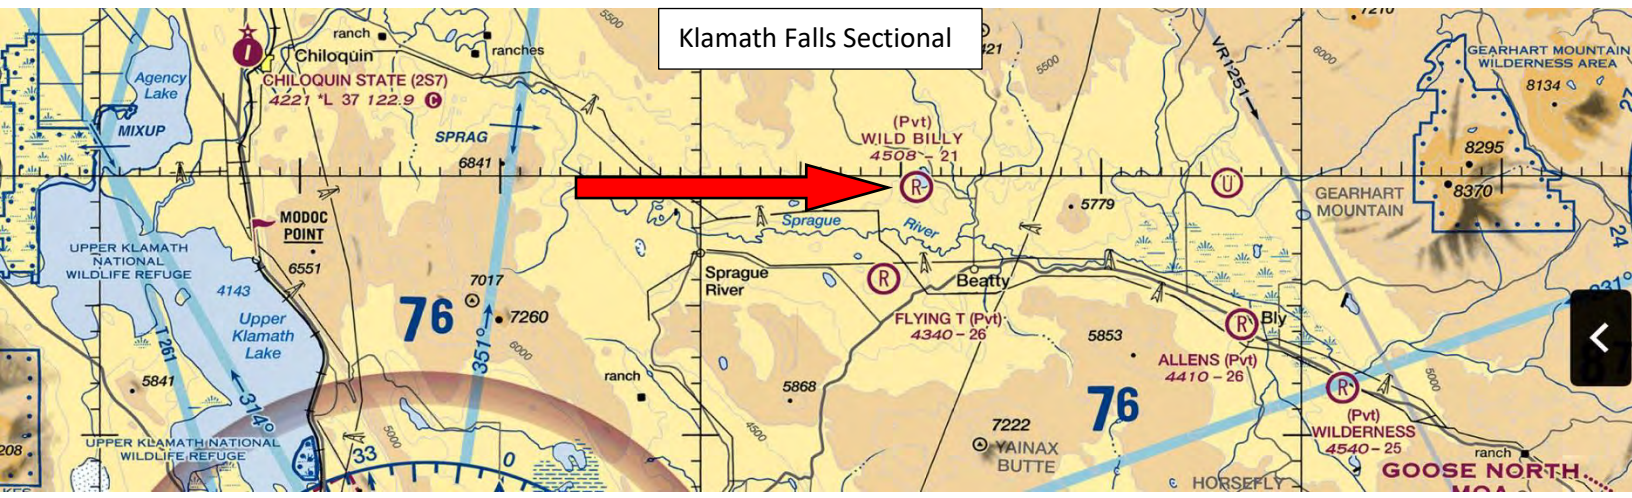 Klamath Falls Sectional
ranch
ranches
Chiloquin
CHILOQUIN STATE (2S7)
4221 *L 37 122.9 C
Agency
Lake
MIXUP
SPRAG
6841
5500
5500
421
(Pvt)
WILD BILLY
4508 - 21
R
VR1251
6000
7210
GEARHART MOUNTAIN
WILDERNESS AREA
8134
27
8295
8370
GEARHART
MOUNTAIN
U
24
MODOC
POINT
6551
UPPER KLAMATH
NATIONAL
WILDLIFE REFUGE
4143
Upper
Klamath
Lake
T261
5841
314°
7017
76
7260
6000
351°
Sprague
River
5779
Sprague
River
R
Beatty
FLYING T (Pvt)
4340 - 26
5853
R
Bly
ALLENS (Pvt)
4410 - 26
231°
ranch
5868
76
R
5000
(Pvt)
WILDERNESS
4540 - 25
4500
7222
YAINAX
BUTTE
UPPER KLAMATH NATIONAL
WILDLIFE REFUGE
5000
33
0
208
HORSEFLY
ranch
GOOSE NORTH
MOA